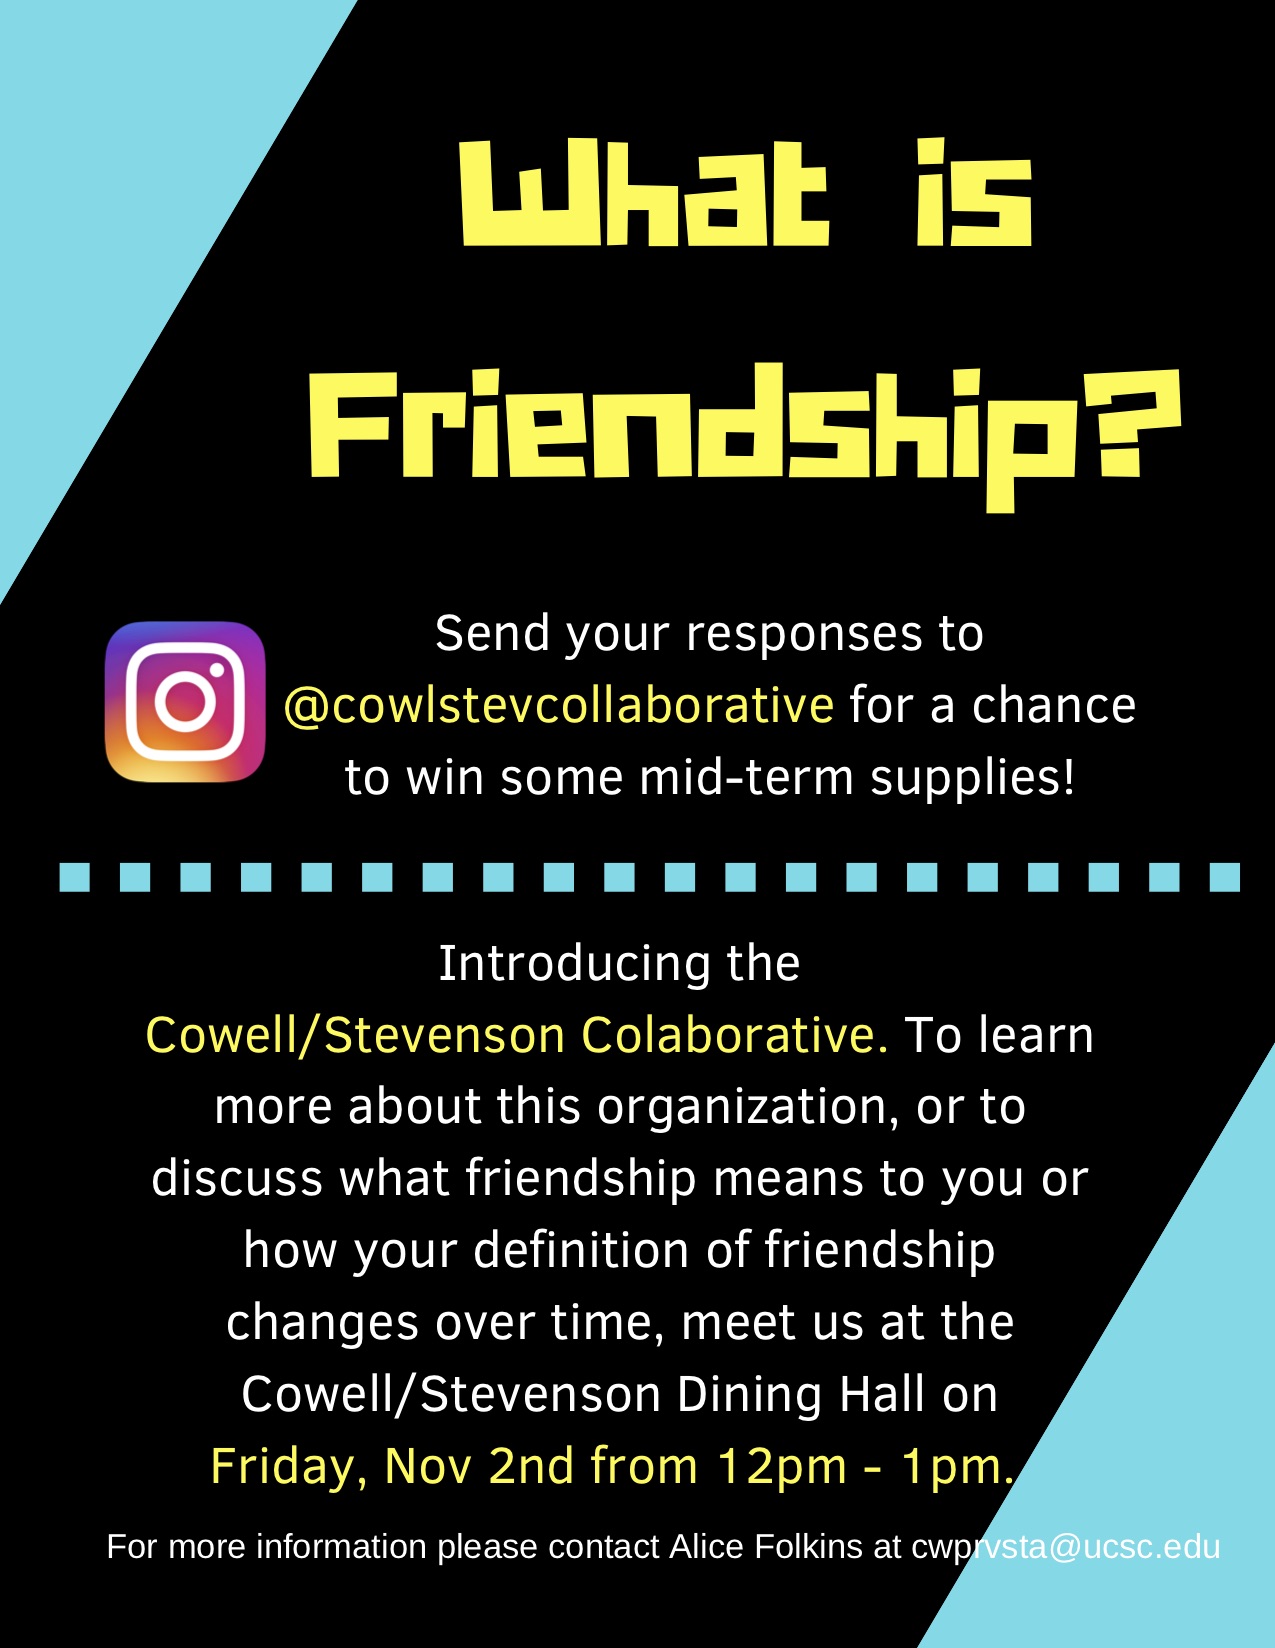 What is
Friendship?
Send your responses to
@cowlstevcollaborative for a chance
to win some mid-term supplies!
Introducing the
Cowell/Stevenson Colaborative. To learn
more about this organization, or to
discuss what friendship means to you or
how your definition of friendship
changes over time, meet us at the
Cowell/Stevenson Dining Hall on
Friday, Nov 2nd from 12pm - 1pm.
For more information please contact Alice Folkins at cwprvsta@ucsc.edu